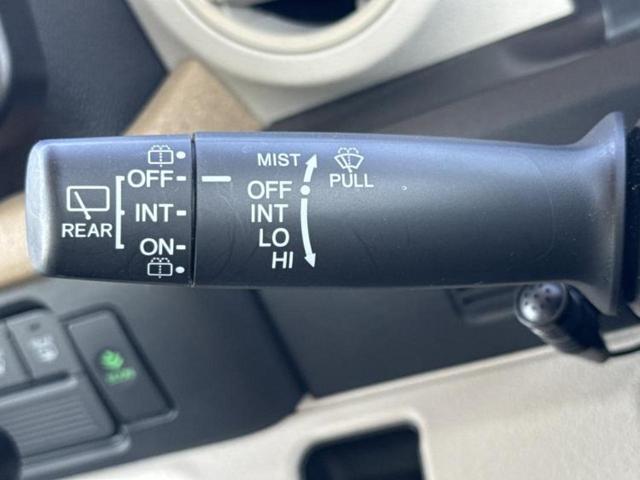 MIST
OFF
INT
LO
HI
PULL
REAR
OFF
INT
ON